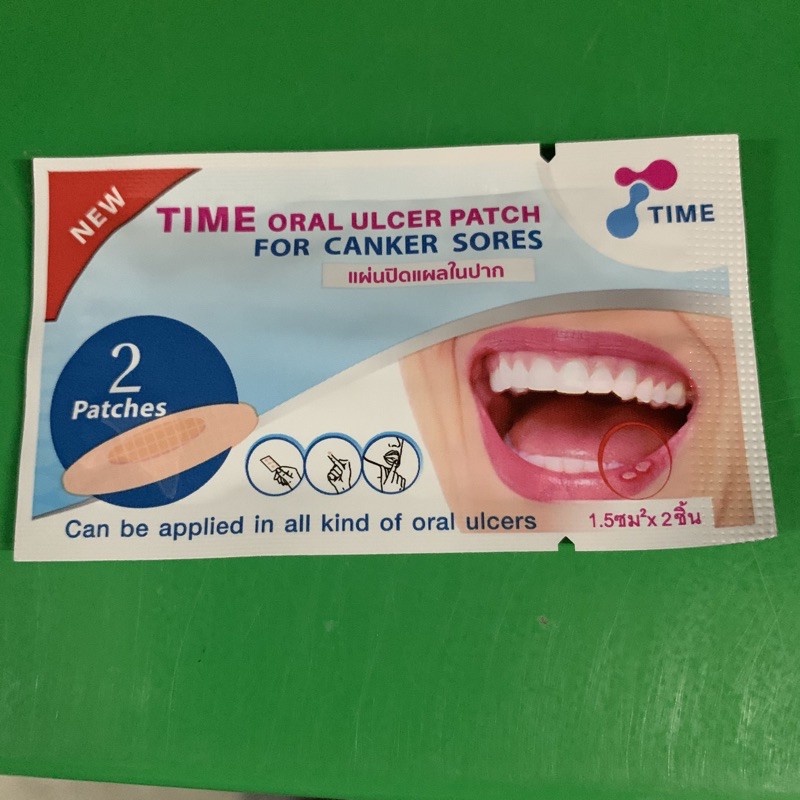 NEW
TIME ORAL ULCER PATCH
FOR CANKER SORES
แผ่นปิดแผลในปาก
TIME
2
Patches
Can be applied in all kind of oral ulcers
1.5ซม²x 2ชิ้น